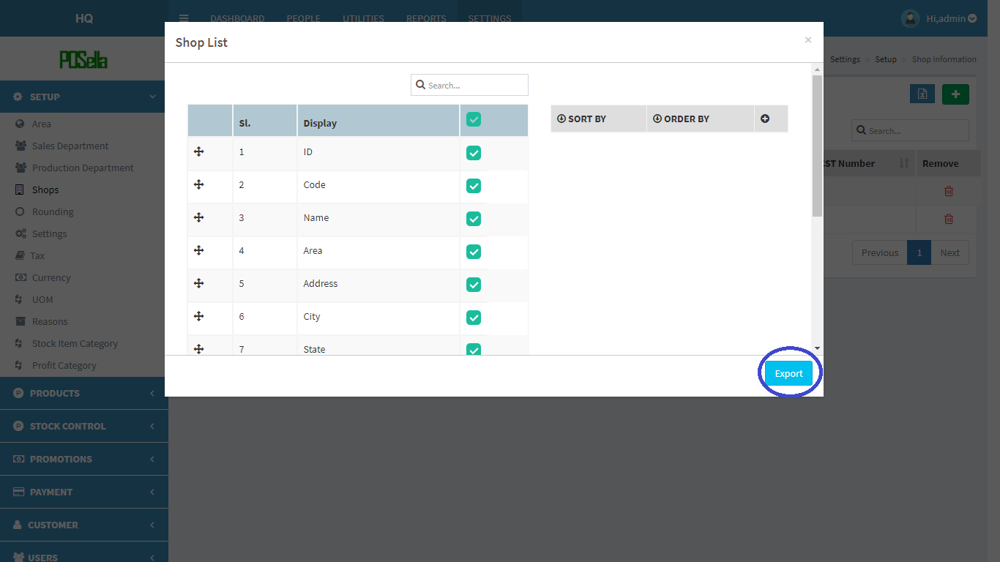 HQ
DASHBOARD PEOPLE UTILITIES REPORTS SETTINGS
Hi,admin
POSella
Shop List
×
Settings > Setup > Shop Information
Search...
SETUP
Area
Sales Department
Production Department
Shops
Rounding
Settings
Tax
Currency
UOM
Reasons
Stock Item Category
Profit Category
PRODUCTS
STOCK CONTROL
PROMOTIONS
PAYMENT
CUSTOMER
USERS
Sl. Display
1 ID
2 Code
3 Name
4 Area
5 Address
6 City
7 State
SORT BY ORDER BY
Export
Search...
ST Number Remove
Previous 1 Next